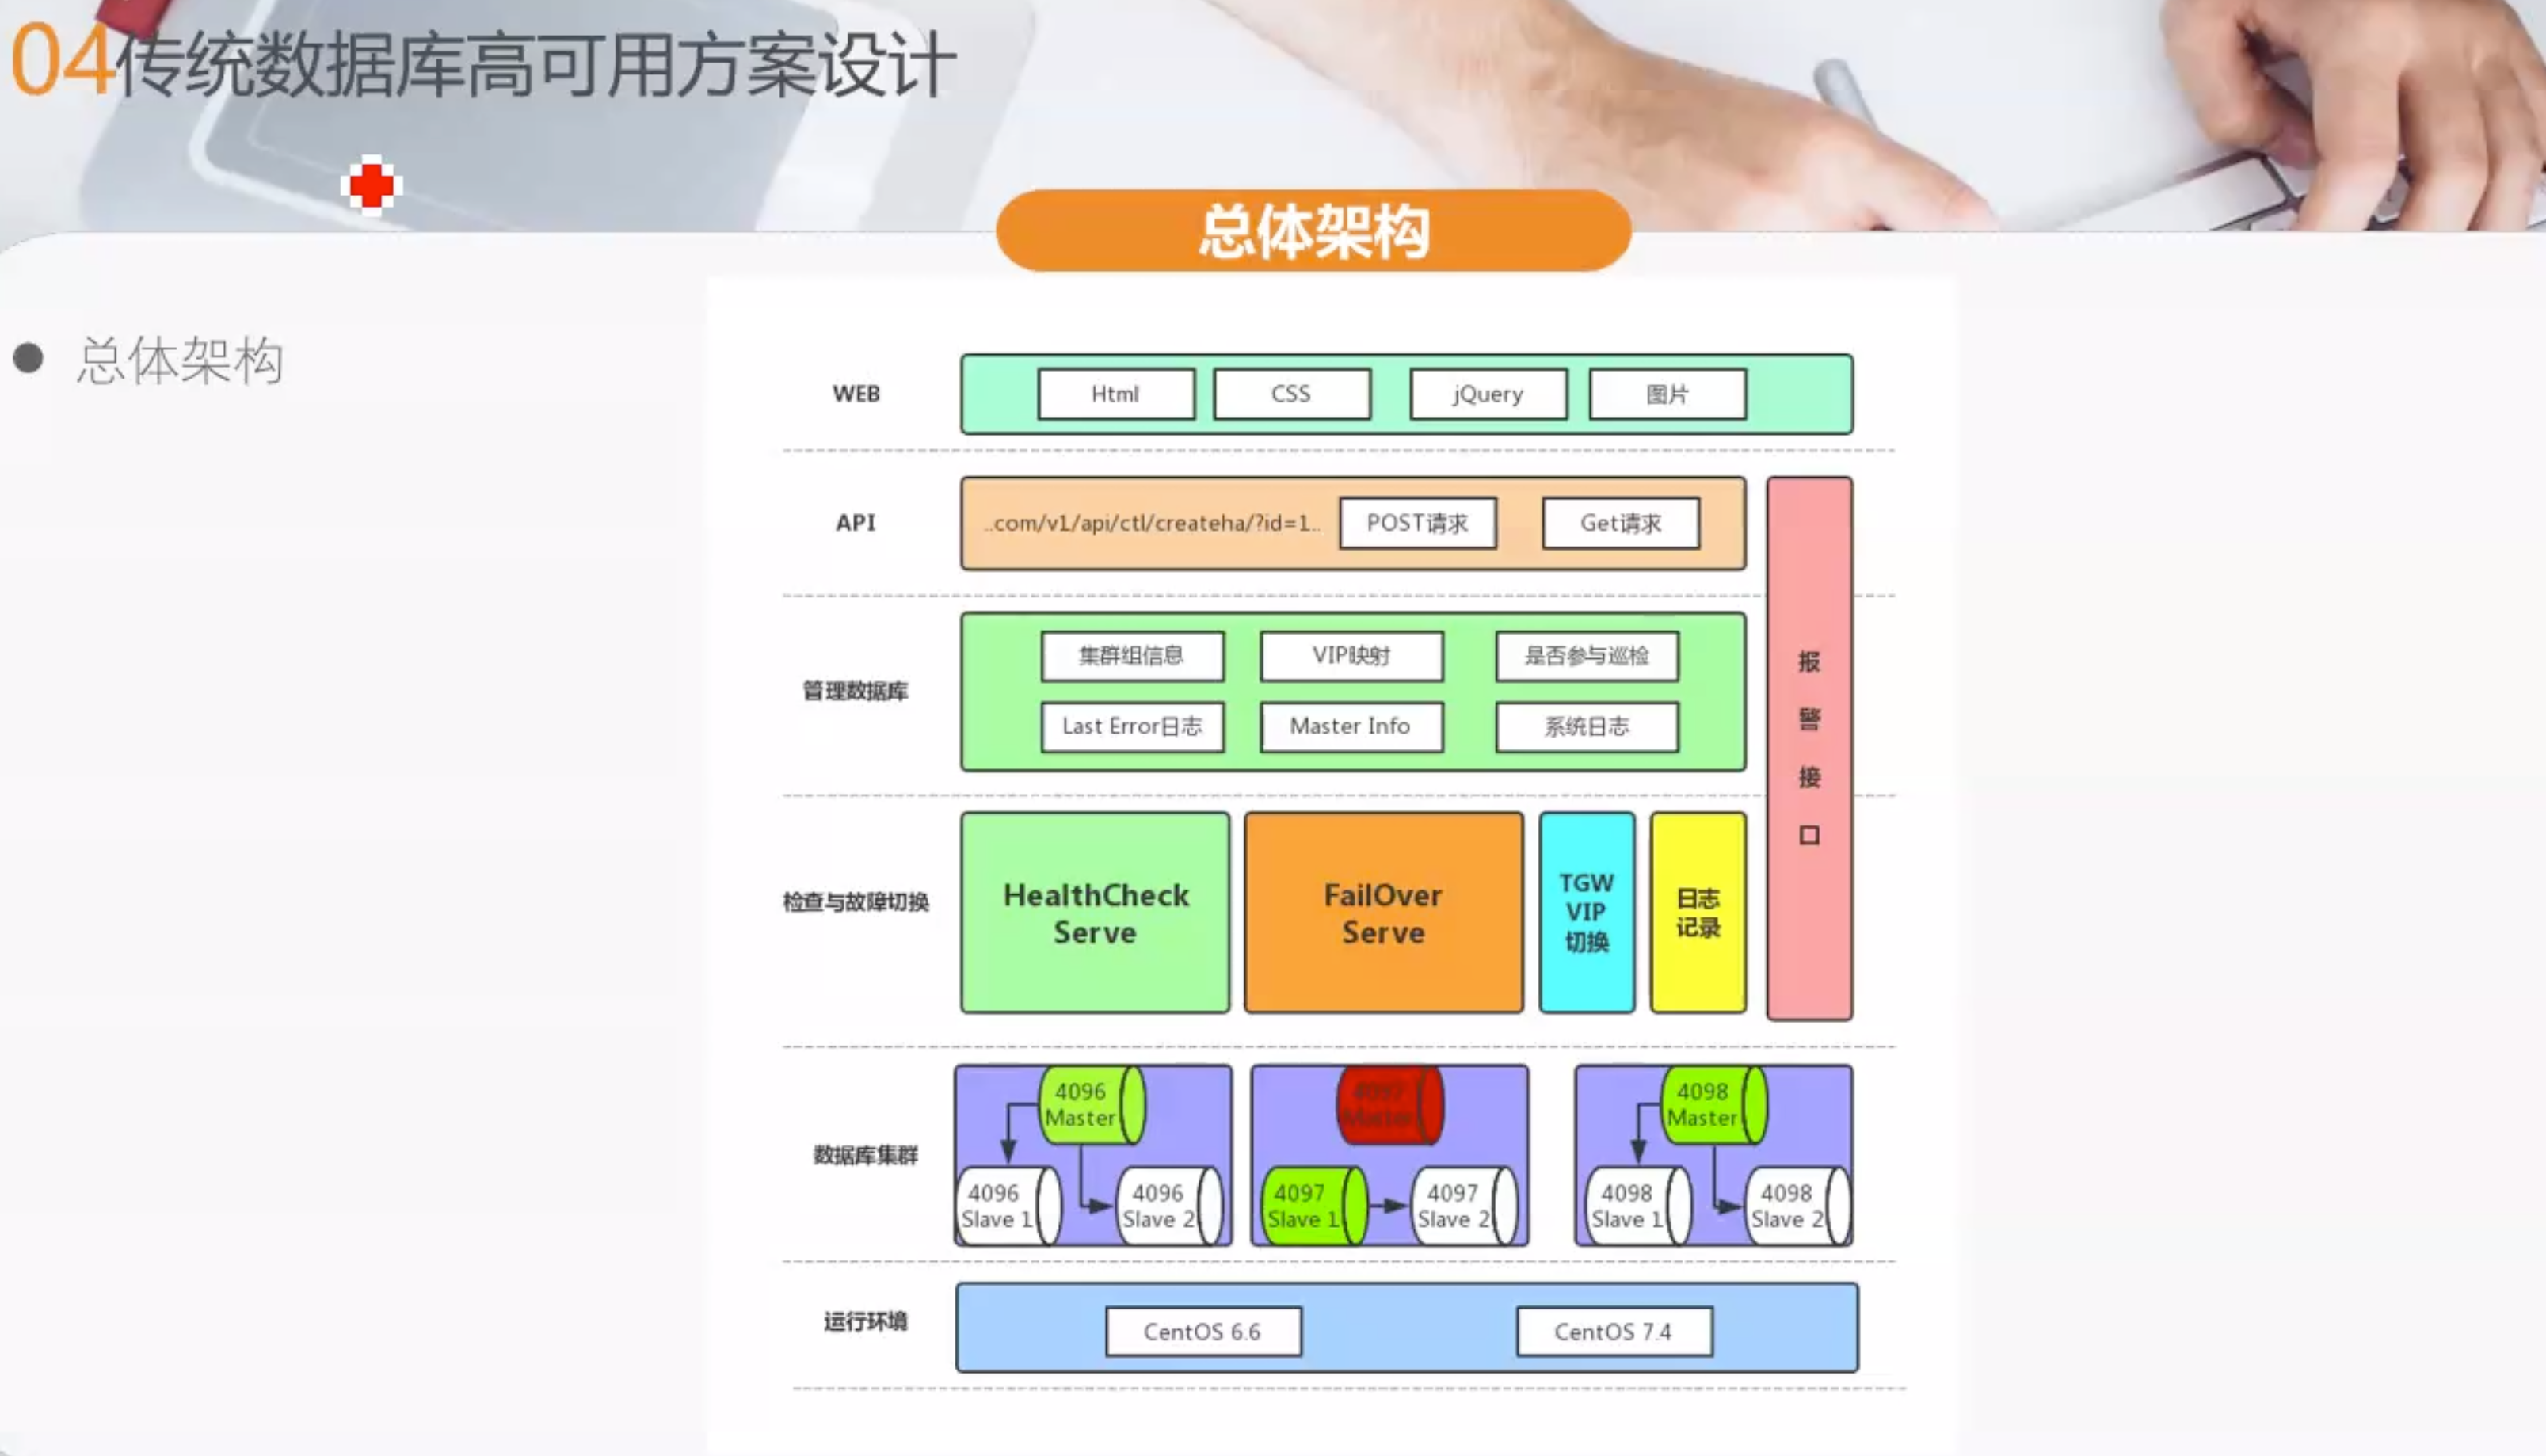 04传统数据库高可用方案设计
总体架构
总体架构
WEB
Html
CSS
jQuery
图片
API
..com/v1/api/ctl/createha/?id=1..
POST请求
Get请求
管理数据库
集群组信息
VIP映射
是否参与巡检
Last Error日志
Master Info
系统日志
报
警
接
口
检查与故障切换
HealthCheck
Serve
FailOver
Serve
TGW
VIP
切换
日志
记录
数据库集群
4096
Master
4096
Slave 1
4096
Slave 2
4097
Master
4097
Slave 1
4097
Slave 2
4098
Master
4098
Slave 1
4098
Slave 2
运行环境
CentOS 6.6
CentOS 7.4